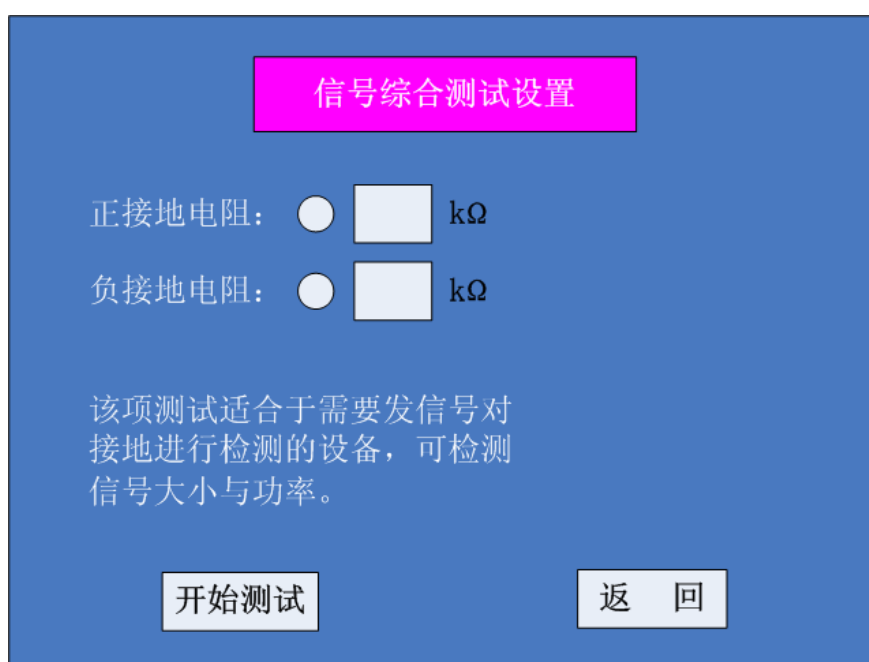 信号综合测试设置
正接地电阻： kΩ
负接地电阻： kΩ
该项测试适合于需要发信号对
接地进行检测的设备，可检测
信号大小与功率。
开始测试 返 回